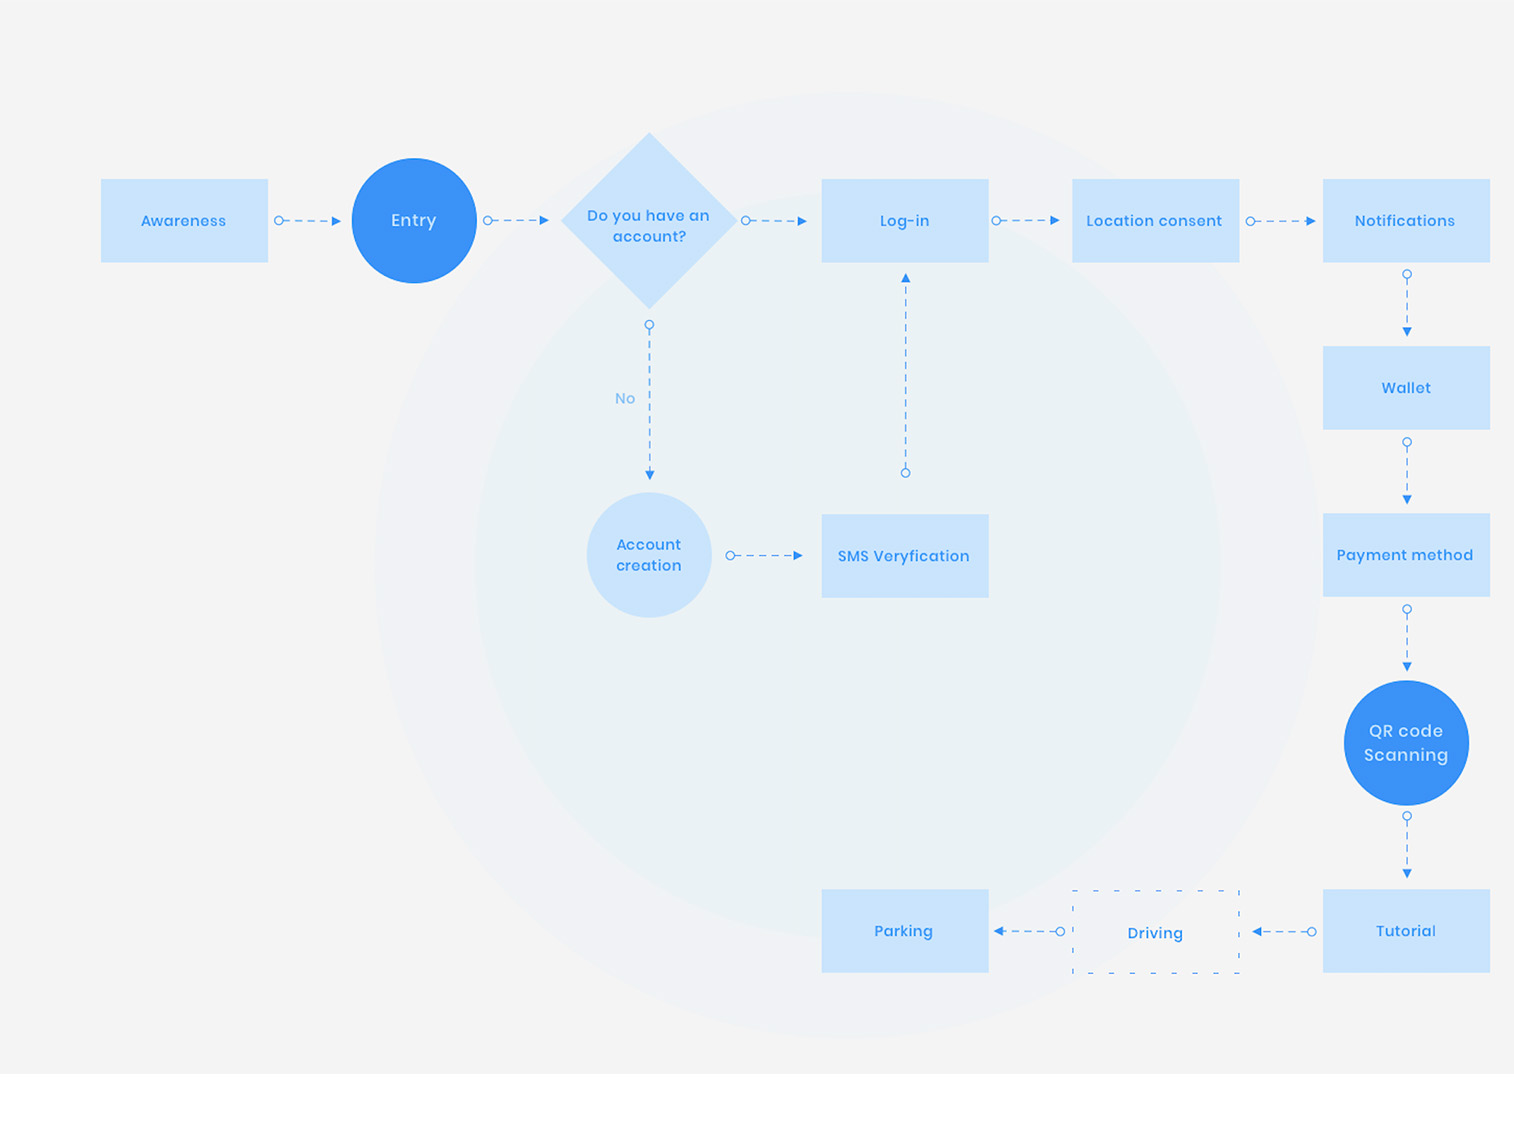 Awareness
Entry
Do you have an
account?
Log-in
Location consent
Notifications
No
Wallet
Account
creation
SMS Veryfication
Payment method
QR code
Scanning
Parking
Driving
Tutorial